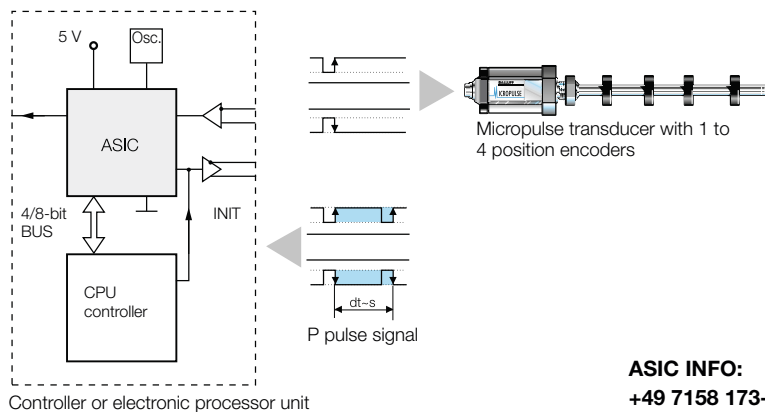 5 V
Osc.
ASIC
4/8-bit
BUS
INIT
CPU
controller
Controller or electronic processor unit
dt~s
P pulse signal
Micropulse transducer with 1 to
4 position encoders
ASIC INFO:
+49 7158 173-